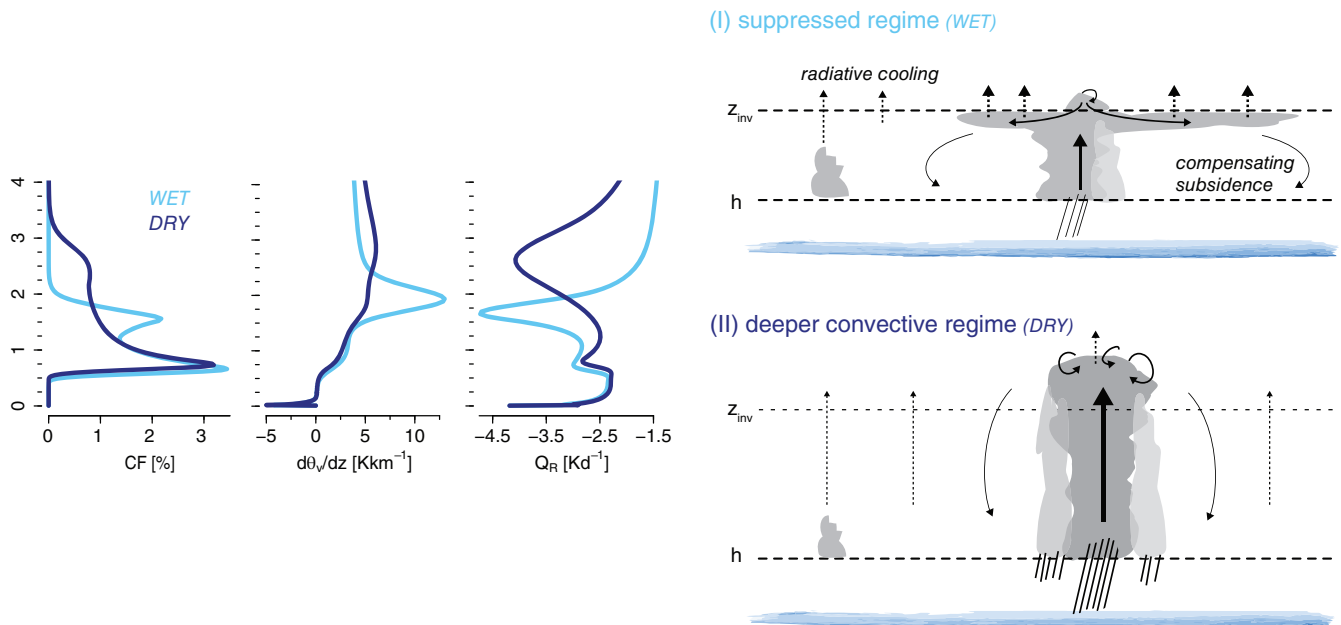 WET
DRY
4
3
2
1
0
0 1 2 3
CF [%]
−5 0 5 10
dθv/dz [Kkm−1]
−4.5 −3.5 −2.5 −1.5
QR [Kd−1]
(I) suppressed regime (WET)
radiative cooling
zinv
compensating
subsidence
h
(II) deeper convective regime (DRY)
zinv
h